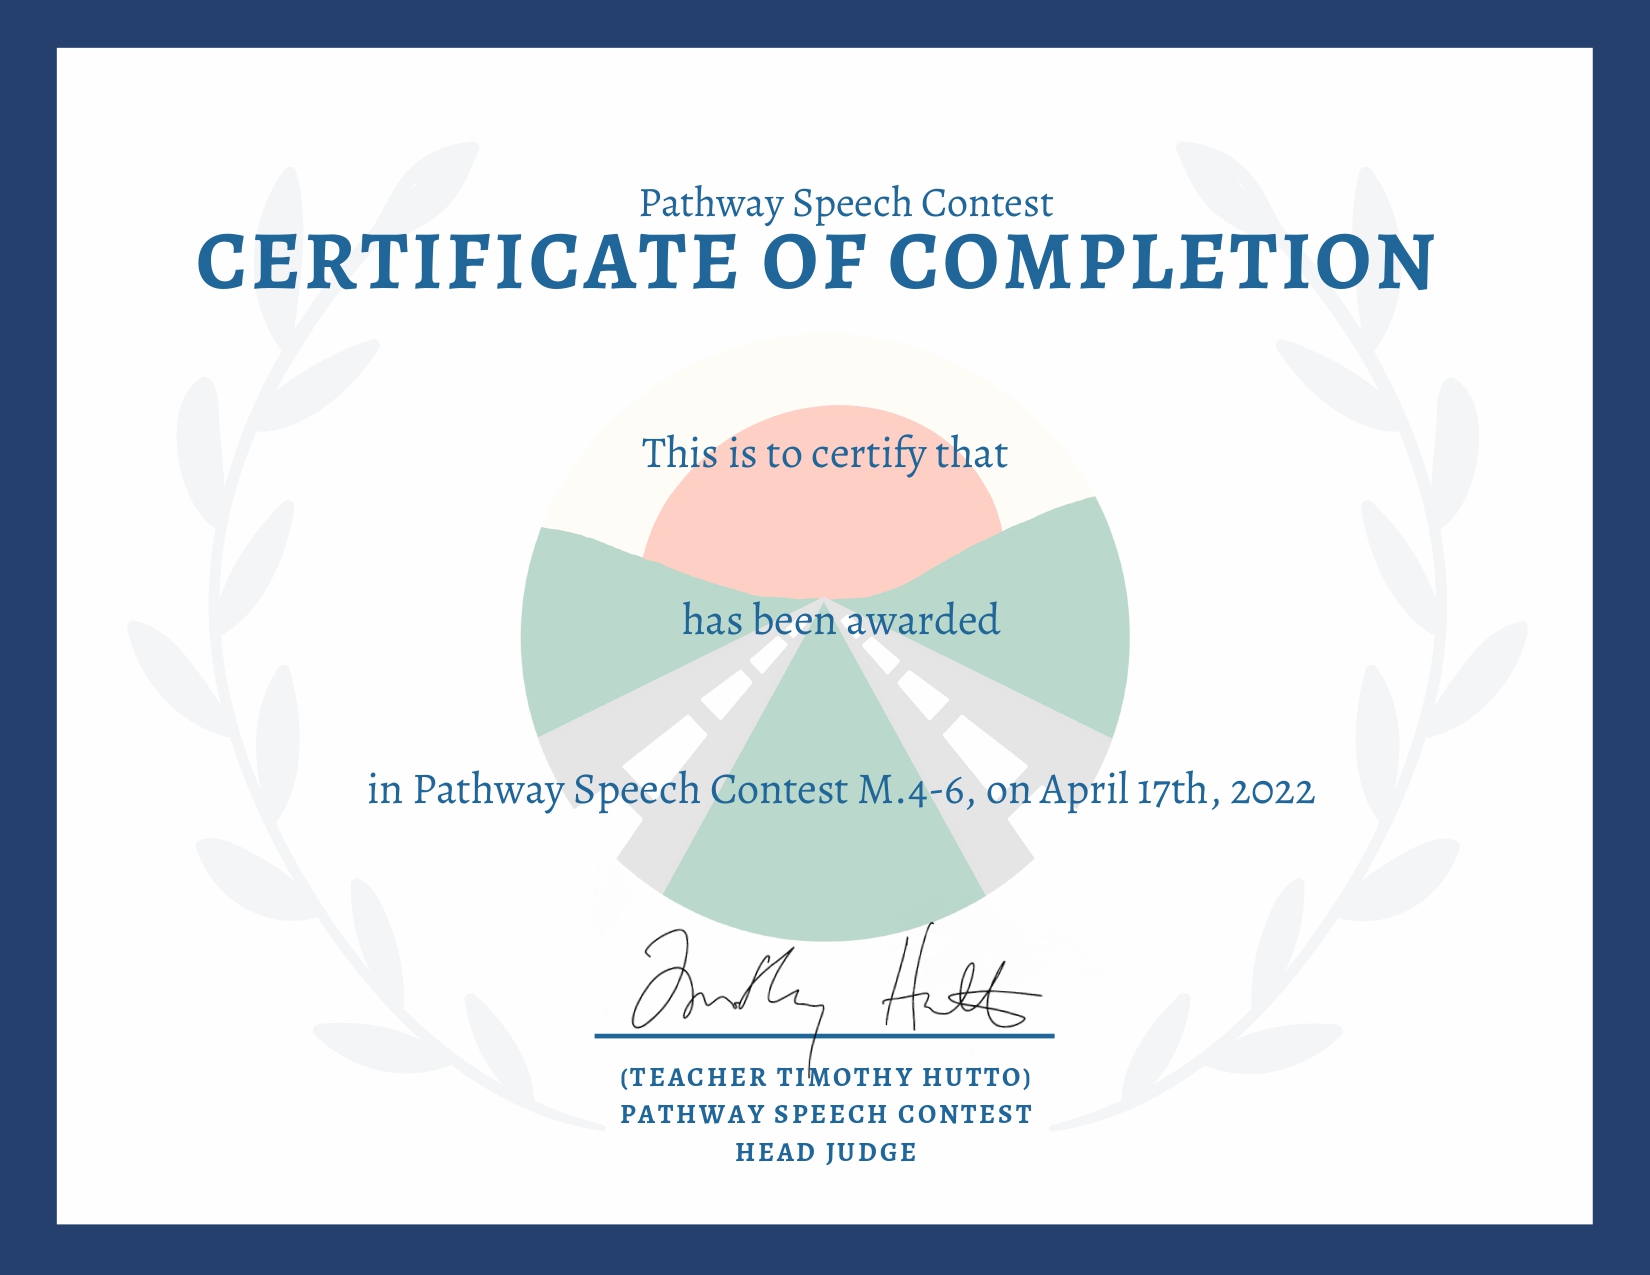 Pathway Speech Contest
CERTIFICATE OF COMPLETION
This is to certify that
has been awarded
in Pathway Speech Contest M.4-6, on April 17th, 2022
Timothy Hutto
(TEACHER TIMOTHY HUTTO)
PATHWAY SPEECH CONTEST
HEAD JUDGE